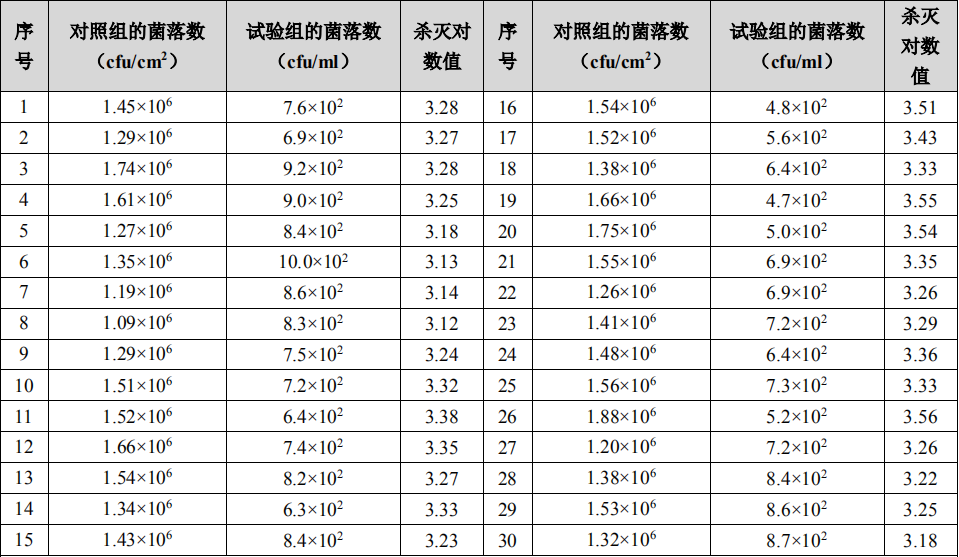 序号 对照组的菌落数（cfu/cm²） 试验组的菌落数（cfu/ml） 杀灭对数值 序号 对照组的菌落数（cfu/cm²） 试验组的菌落数（cfu/ml） 杀灭对数值
1 1.45×10⁶ 7.6×10² 3.28 16 1.54×10⁶ 4.8×10² 3.51
2 1.29×10⁶ 6.9×10² 3.27 17 1.52×10⁶ 5.6×10² 3.43
3 1.74×10⁶ 9.2×10² 3.28 18 1.38×10⁶ 6.4×10² 3.33
4 1.61×10⁶ 9.0×10² 3.25 19 1.66×10⁶ 4.7×10² 3.55
5 1.27×10⁶ 8.4×10² 3.18 20 1.75×10⁶ 5.0×10² 3.54
6 1.35×10⁶ 10.0×10² 3.13 21 1.55×10⁶ 6.9×10² 3.35
7 1.19×10⁶ 8.6×10² 3.14 22 1.26×10⁶ 6.9×10² 3.26
8 1.09×10⁶ 8.3×10² 3.12 23 1.41×10⁶ 7.2×10² 3.29
9 1.29×10⁶ 7.5×10² 3.24 24 1.48×10⁶ 6.4×10² 3.36
10 1.51×10⁶ 7.2×10² 3.32 25 1.56×10⁶ 7.3×10² 3.33
11 1.52×10⁶ 6.4×10² 3.38 26 1.88×10⁶ 5.2×10² 3.56
12 1.66×10⁶ 7.4×10² 3.35 27 1.20×10⁶ 7.2×10² 3.26
13 1.54×10⁶ 8.2×10² 3.27 28 1.38×10⁶ 8.4×10² 3.22
14 1.34×10⁶ 6.3×10² 3.33 29 1.53×10⁶ 8.6×10² 3.25
15 1.43×10⁶ 8.4×10² 3.23 30 1.32×10⁶ 8.7×10² 3.18